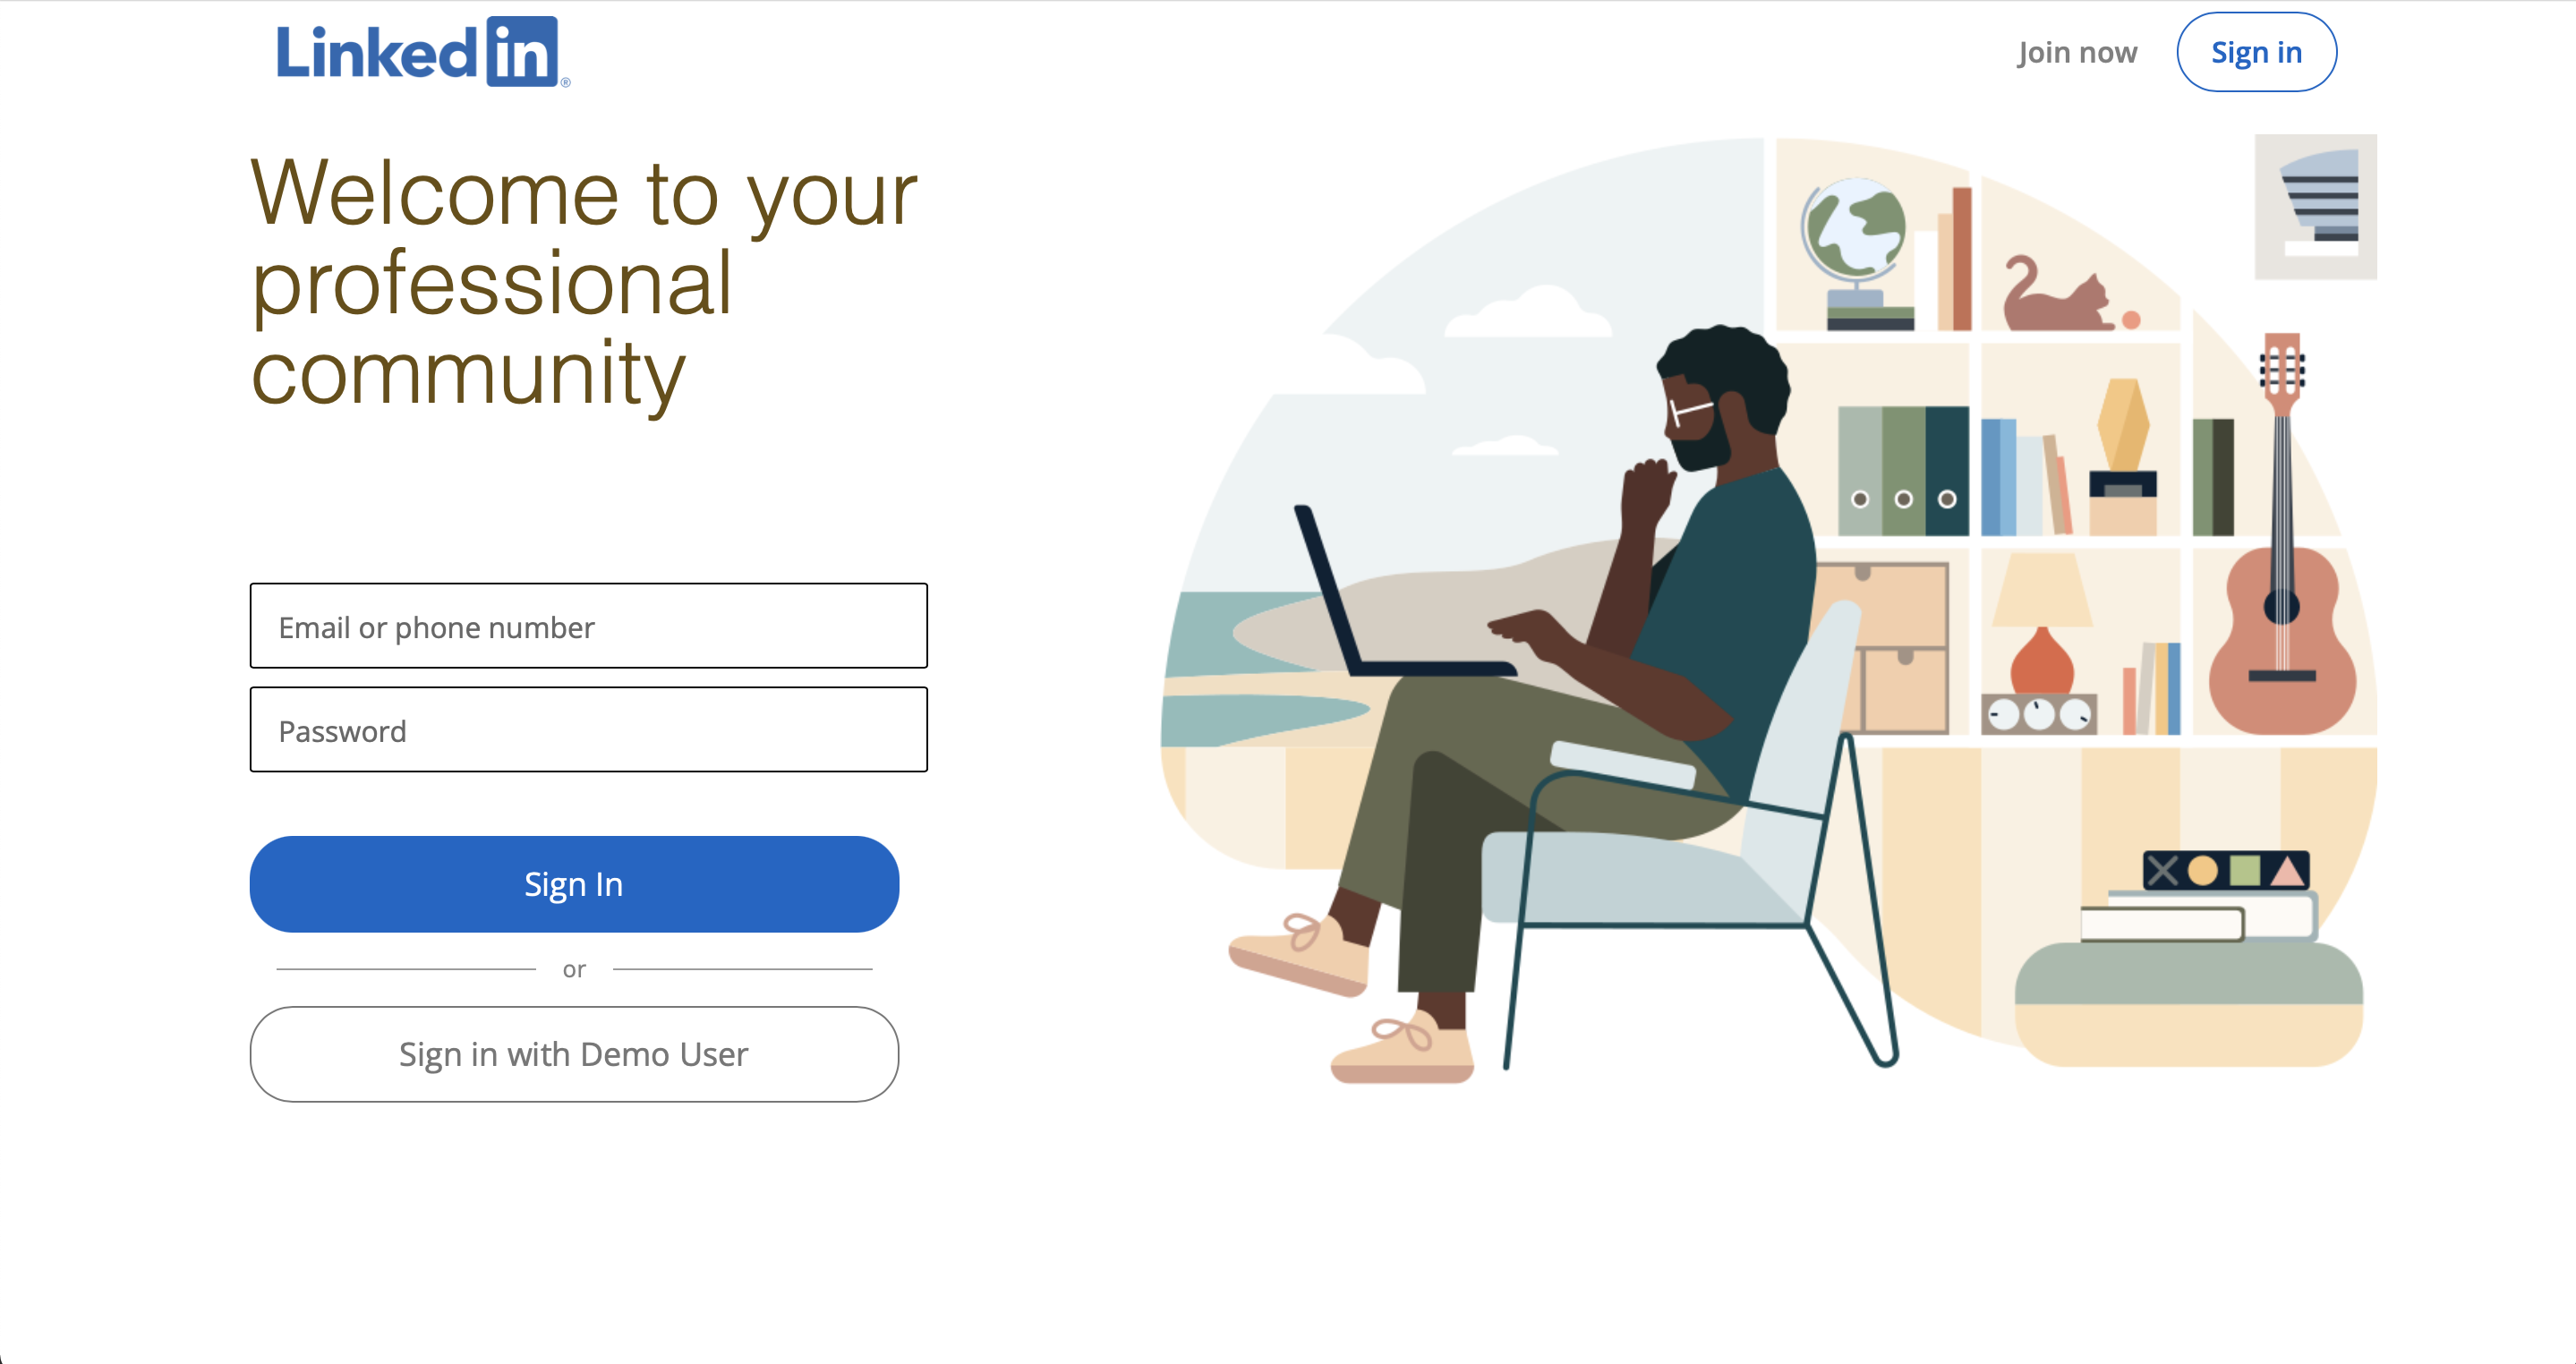 Linkedin®
Join now
Sign in
Welcome to your
professional
community
Email or phone number
Password
Sign In
or
Sign in with Demo User